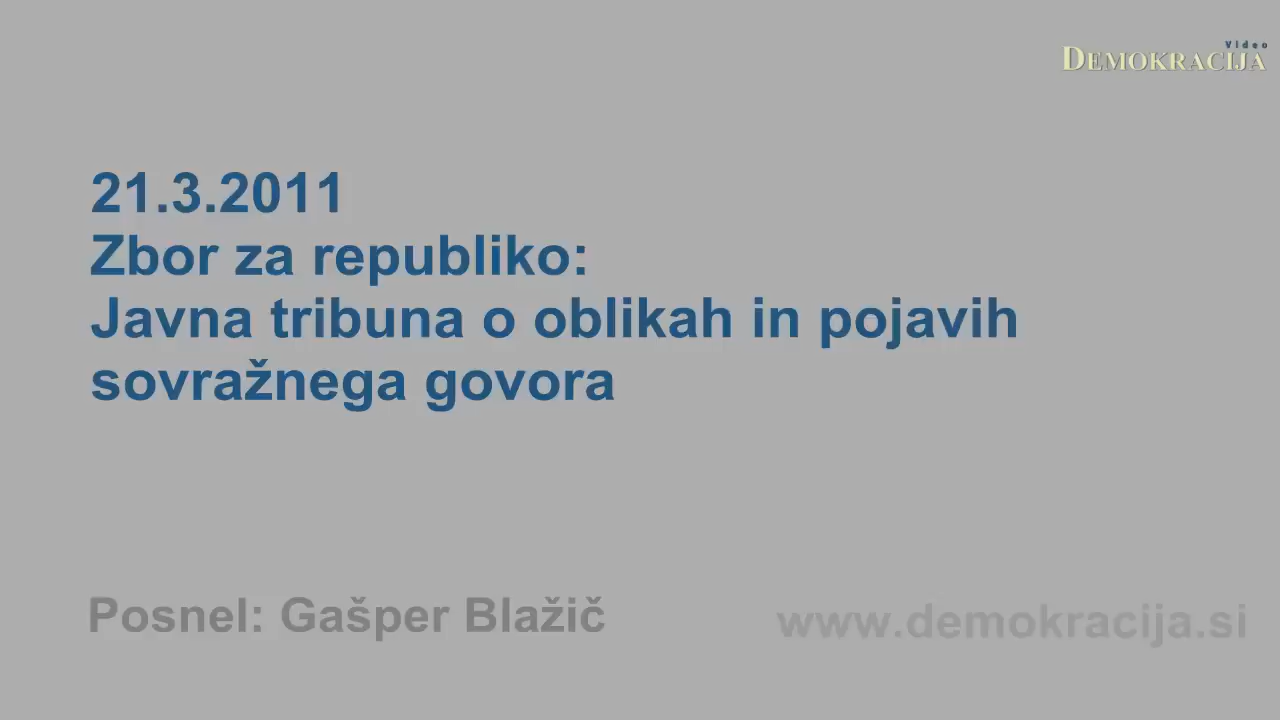 Video
DEMOKRACIJA
21.3.2011
Zbor za republiko:
Javna tribuna o oblikah in pojavih
sovražnega govora
Posnel: Gašper Blažič
www.demokracija.si